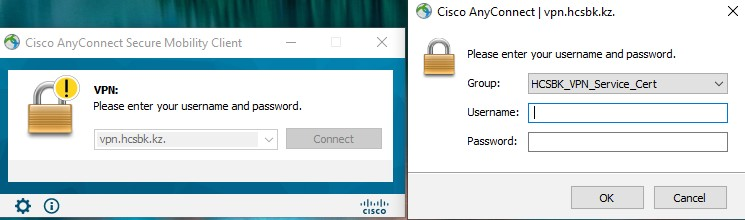 Cisco AnyConnect Secure Mobility Client
VPN:
Please enter your username and password.
vpn.hcsbk.kz.
Connect
cisco
Cisco AnyConnect | vpn.hcsbk.kz.
Please enter your username and password.
Group: HCSBK_VPN_Service_Cert
Username:
Password:
OK Cancel